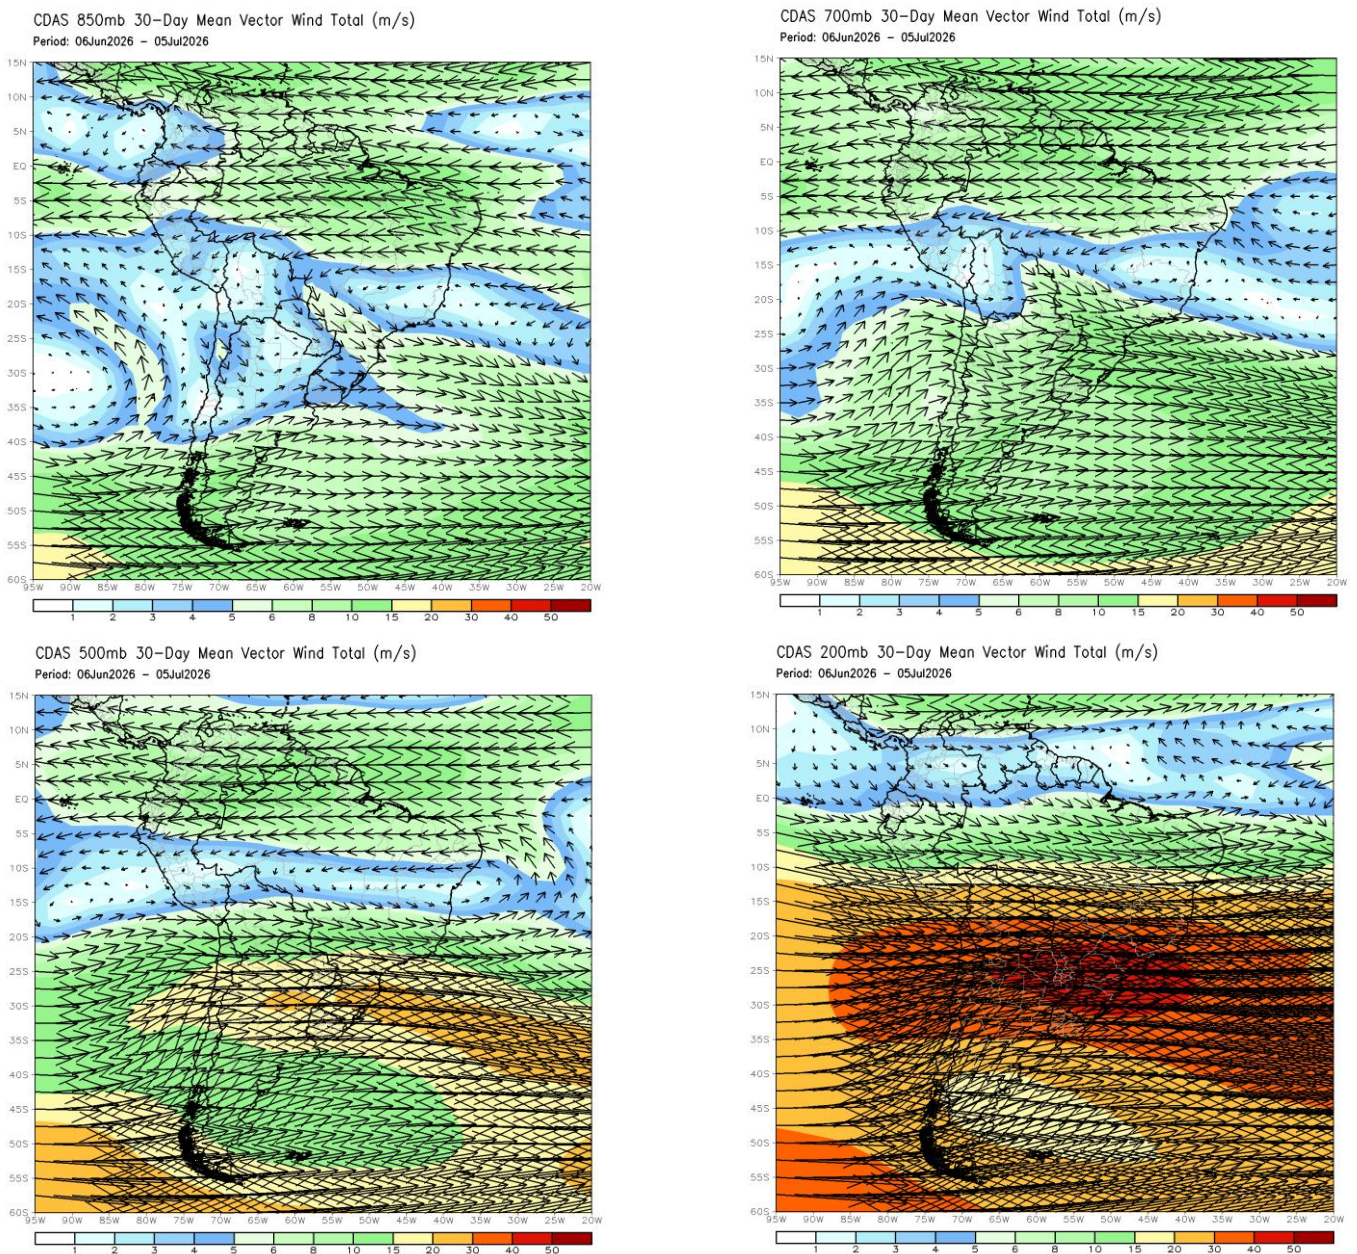 CDAS 850mb 30-Day Mean Vector Wind Total (m/s)
Period: 06Jun2026 - 05Jul2026
15N
10N
5N
EQ
5S
10S
15S
20S
25S
30S
35S
40S
45S
50S
55S
60S
95W 90W 85W 80W 75W 70W 65W 60W 55W 50W 45W 40W 35W 30W 25W 20W
1 2 3 4 5 6 8 10 15 20 30 40 50
CDAS 700mb 30-Day Mean Vector Wind Total (m/s)
Period: 06Jun2026 - 05Jul2026
15N
10N
5N
EQ
5S
10S
15S
20S
25S
30S
35S
40S
45S
50S
55S
60S
95W 90W 85W 80W 75W 70W 65W 60W 55W 50W 45W 40W 35W 30W 25W 20W
1 2 3 4 5 6 8 10 15 20 30 40 50
CDAS 500mb 30-Day Mean Vector Wind Total (m/s)
Period: 06Jun2026 - 05Jul2026
15N
10N
5N
EQ
5S
10S
15S
20S
25S
30S
35S
40S
45S
50S
55S
60S
95W 90W 85W 80W 75W 70W 65W 60W 55W 50W 45W 40W 35W 30W 25W 20W
1 2 3 4 5 6 8 10 15 20 30 40 50
CDAS 200mb 30-Day Mean Vector Wind Total (m/s)
Period: 06Jun2026 - 05Jul2026
15N
10N
5N
EQ
5S
10S
15S
20S
25S
30S
35S
40S
45S
50S
55S
60S
95W 90W 85W 80W 75W 70W 65W 60W 55W 50W 45W 40W 35W 30W 25W 20W
1 2 3 4 5 6 8 10 15 20 30 40 50